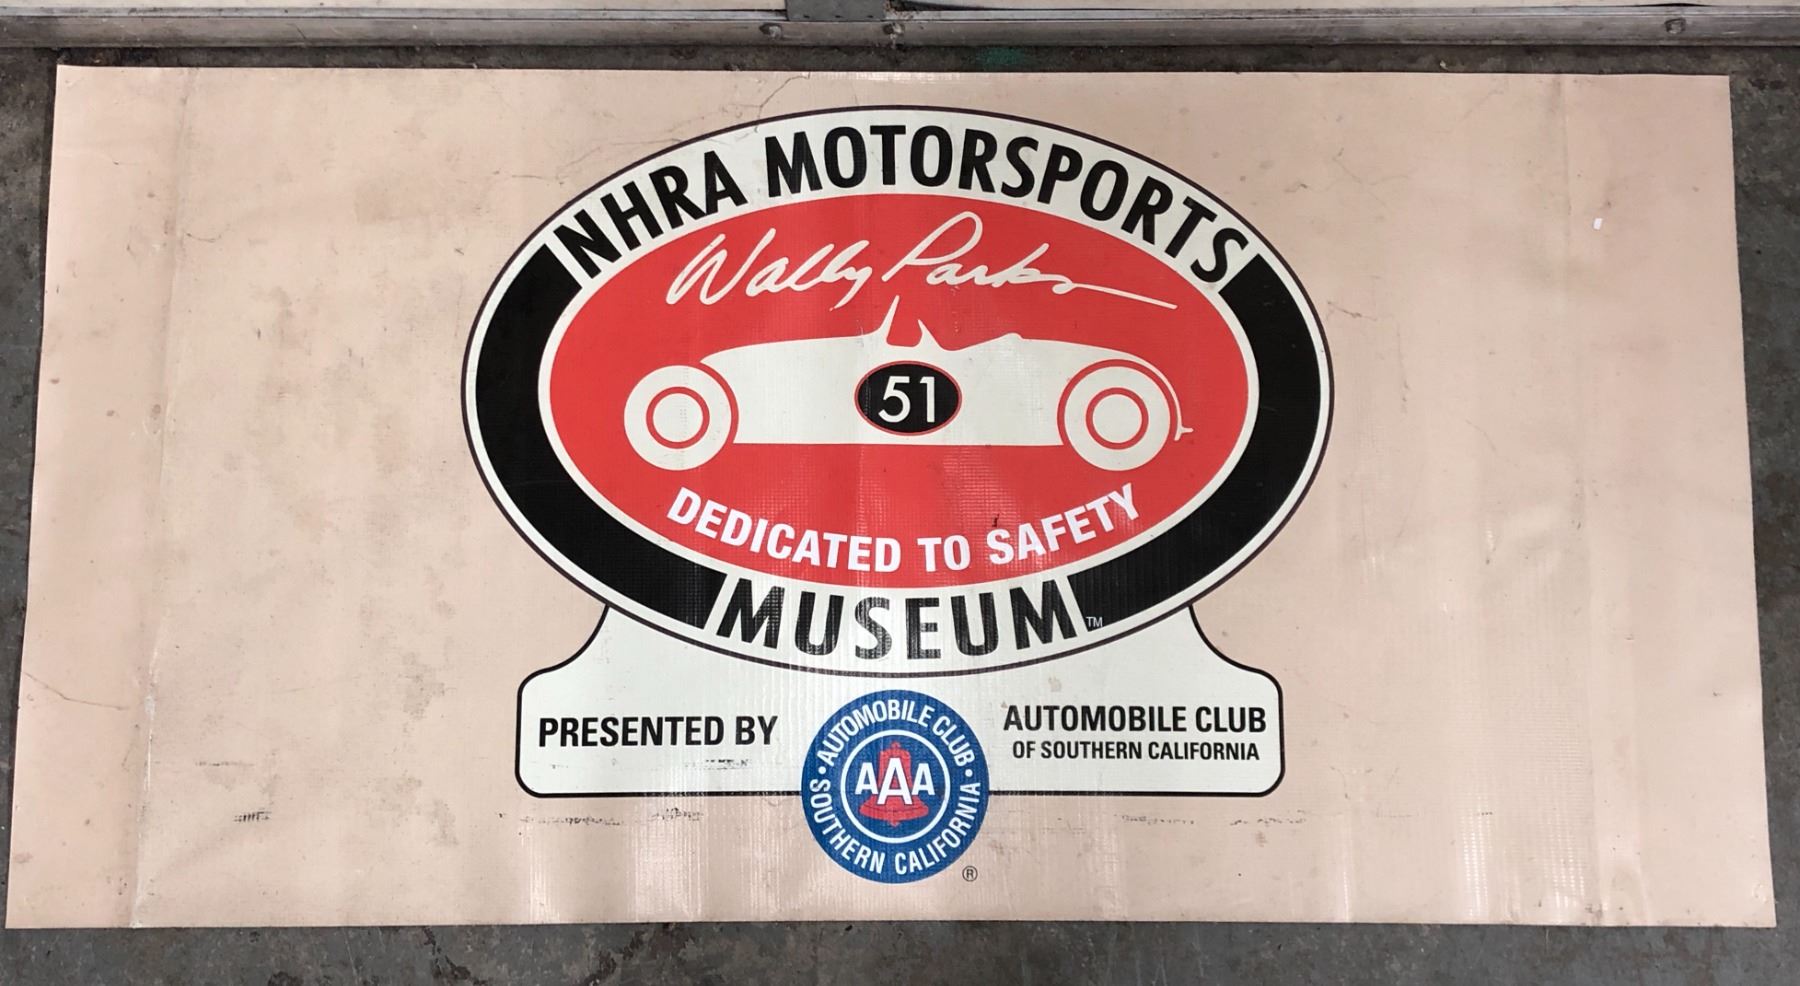 NHRA MOTORSPORTS
Wally Parks
51
DEDICATED TO SAFETY
MUSEUM™
PRESENTED BY
AUTOMOBILE CLUB
OF SOUTHERN CALIFORNIA
• AUTOMOBILE CLUB •
AAA
SOUTHERN CALIFORNIA
®